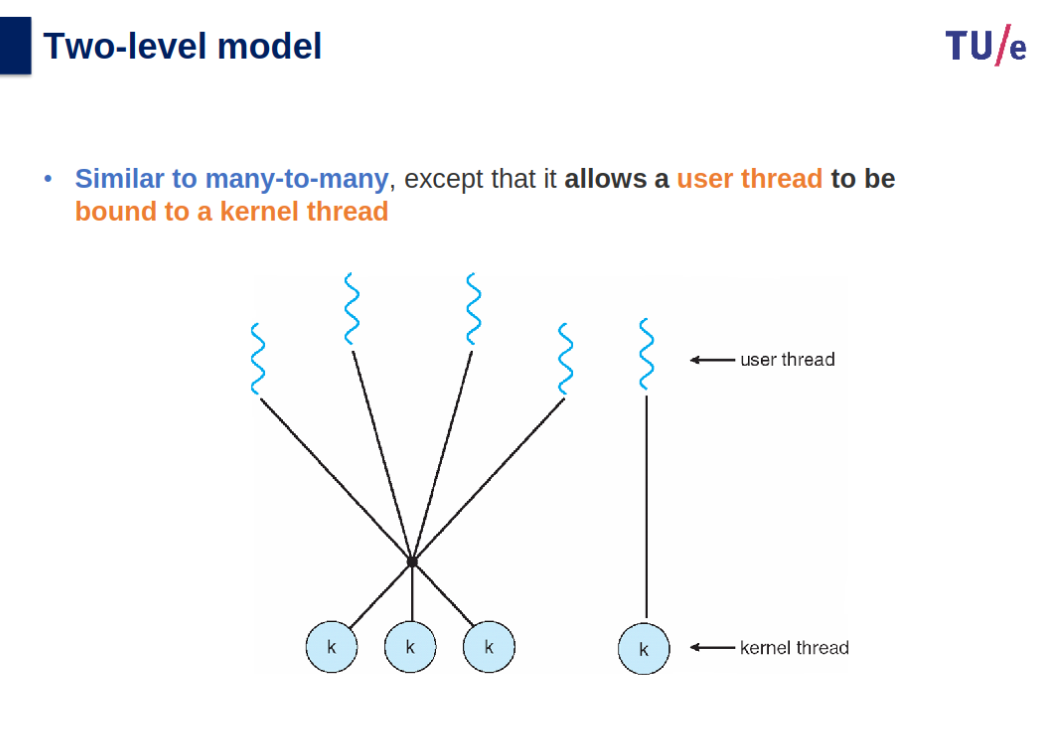 Two-level model
TU/e
• Similar to many-to-many, except that it allows a user thread to be
bound to a kernel thread
user thread
k k k k
kernel thread